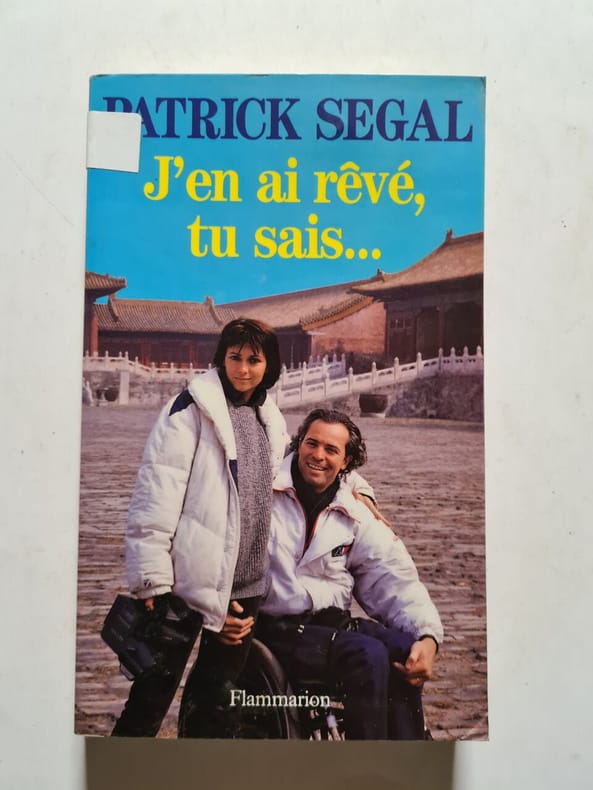 PATRICK SEGAL
J'en ai rêvé,
tu sais...
Flammarion